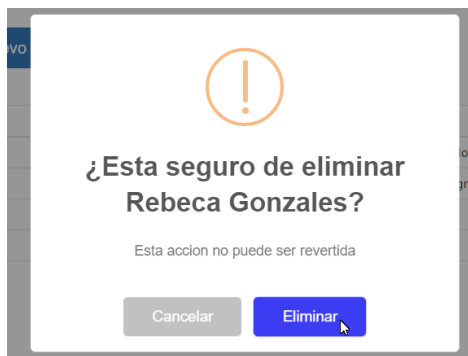 ¿Esta seguro de eliminar
Rebeca Gonzales?
Esta accion no puede ser revertida
Cancelar
Eliminar